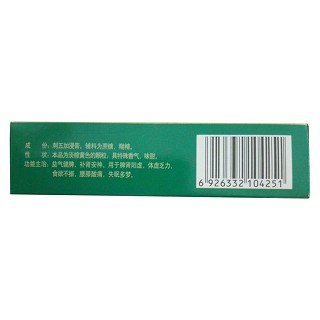 成　份：刺五加浸膏，辅料为蔗糖、糊精。
性　状：本品为淡棕黄色的颗粒；具特殊香气，味甜。
功能主治：益气健脾，补肾安神，用于脾肾阳虚，体虚乏力，
食欲不振，腰膝酸痛，失眠多梦。
6 926332 104251